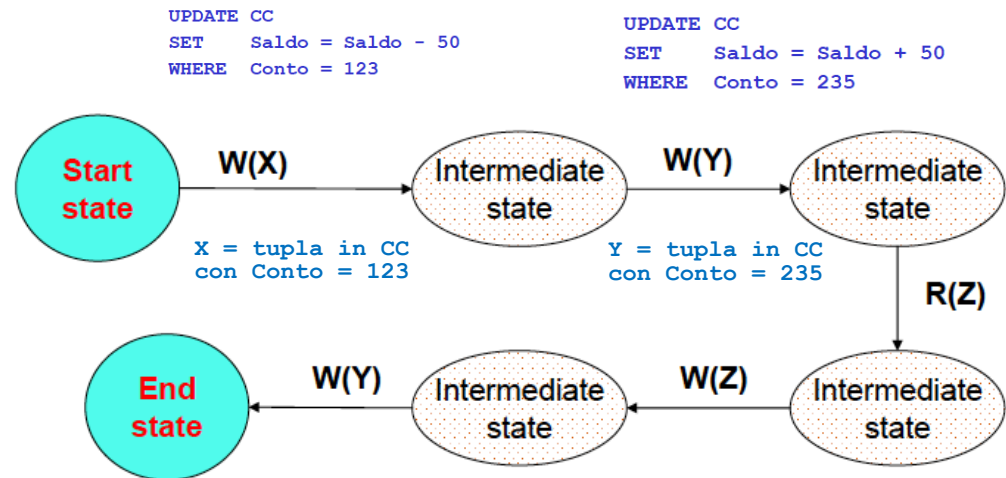 UPDATE CC
SET Saldo = Saldo - 50
WHERE Conto = 123
UPDATE CC
SET Saldo = Saldo + 50
WHERE Conto = 235
Start
state
W(X)
Intermediate
state
W(Y)
Intermediate
state
X = tupla in CC
con Conto = 123
Y = tupla in CC
con Conto = 235
R(Z)
End
state
W(Y)
Intermediate
state
W(Z)
Intermediate
state